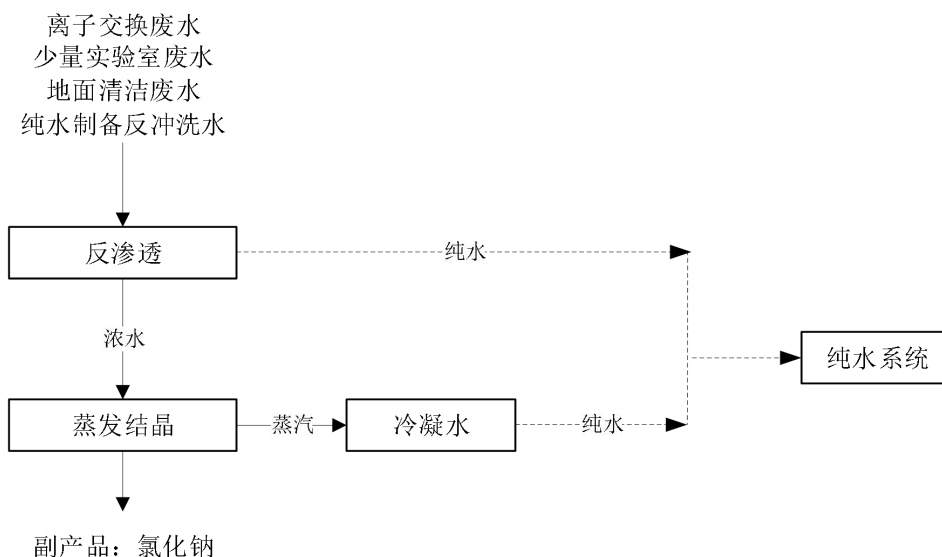 离子交换废水
少量实验室废水
地面清洁废水
纯水制备反冲洗水
反渗透
纯水
浓水
纯水系统
蒸发结晶
蒸汽
冷凝水
纯水
副产品：氯化钠